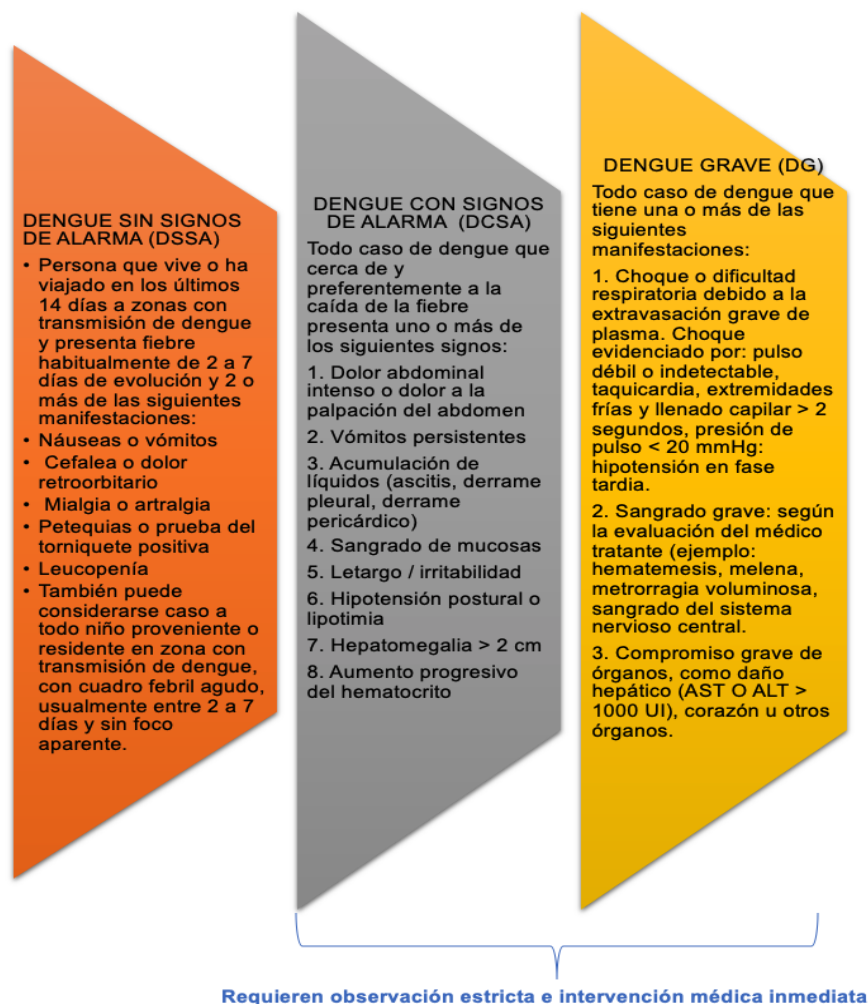 DENGUE SIN SIGNOS
DE ALARMA (DSSA)
• Persona que vive o ha
viajado en los últimos
14 días a zonas con
transmisión de dengue
y presenta fiebre
habitualmente de 2 a 7
días de evolución y 2 o
más de las siguientes
manifestaciones:
• Náuseas o vómitos
• Cefalea o dolor
retroorbitario
• Mialgia o artralgia
• Petequias o prueba del
torniquete positiva
• Leucopenía
• También puede
considerarse caso a
todo niño proveniente o
residente en zona con
transmisión de dengue,
con cuadro febril agudo,
usualmente entre 2 a 7
días y sin foco
aparente.
DENGUE CON SIGNOS
DE ALARMA (DCSA)
Todo caso de dengue que
cerca de y
preferentemente a la
caída de la fiebre
presenta uno o más de
los siguientes signos:
1. Dolor abdominal
intenso o dolor a la
palpación del abdomen
2. Vómitos persistentes
3. Acumulación de
líquidos (ascitis, derrame
pleural, derrame
pericárdico)
4. Sangrado de mucosas
5. Letargo / irritabilidad
6. Hipotensión postural o
lipotimia
7. Hepatomegalia > 2 cm
8. Aumento progresivo
del hematocrito
DENGUE GRAVE (DG)
Todo caso de dengue que
tiene una o más de las
siguientes
manifestaciones:
1. Choque o dificultad
respiratoria debido a la
extravasación grave de
plasma. Choque
evidenciado por: pulso
débil o indetectable,
taquicardia, extremidades
frías y llenado capilar > 2
segundos, presión de
pulso < 20 mmHg:
hipotensión en fase
tardia.
2. Sangrado grave: según
la evaluación del médico
tratante (ejemplo:
hematemesis, melena,
metrorragia voluminosa,
sangrado del sistema
nervioso central.
3. Compromiso grave de
órganos, como daño
hepático (AST O ALT >
1000 UI), corazón u otros
órganos.
Requieren observación estricta e intervención médica inmediata